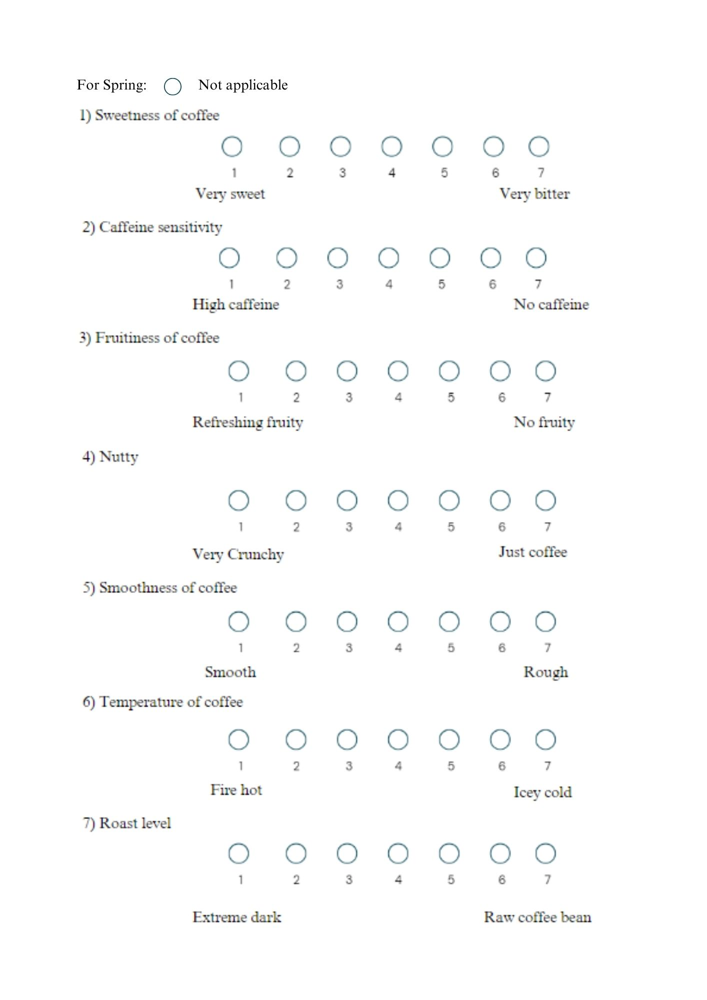 For Spring: Not applicable
1) Sweetness of coffee
1 2 3 4 5 6 7
Very sweet Very bitter
2) Caffeine sensitivity
1 2 3 4 5 6 7
High caffeine No caffeine
3) Fruitiness of coffee
1 2 3 4 5 6 7
Refreshing fruity No fruity
4) Nutty
1 2 3 4 5 6 7
Very Crunchy Just coffee
5) Smoothness of coffee
1 2 3 4 5 6 7
Smooth Rough
6) Temperature of coffee
1 2 3 4 5 6 7
Fire hot Icey cold
7) Roast level
1 2 3 4 5 6 7
Extreme dark Raw coffee bean